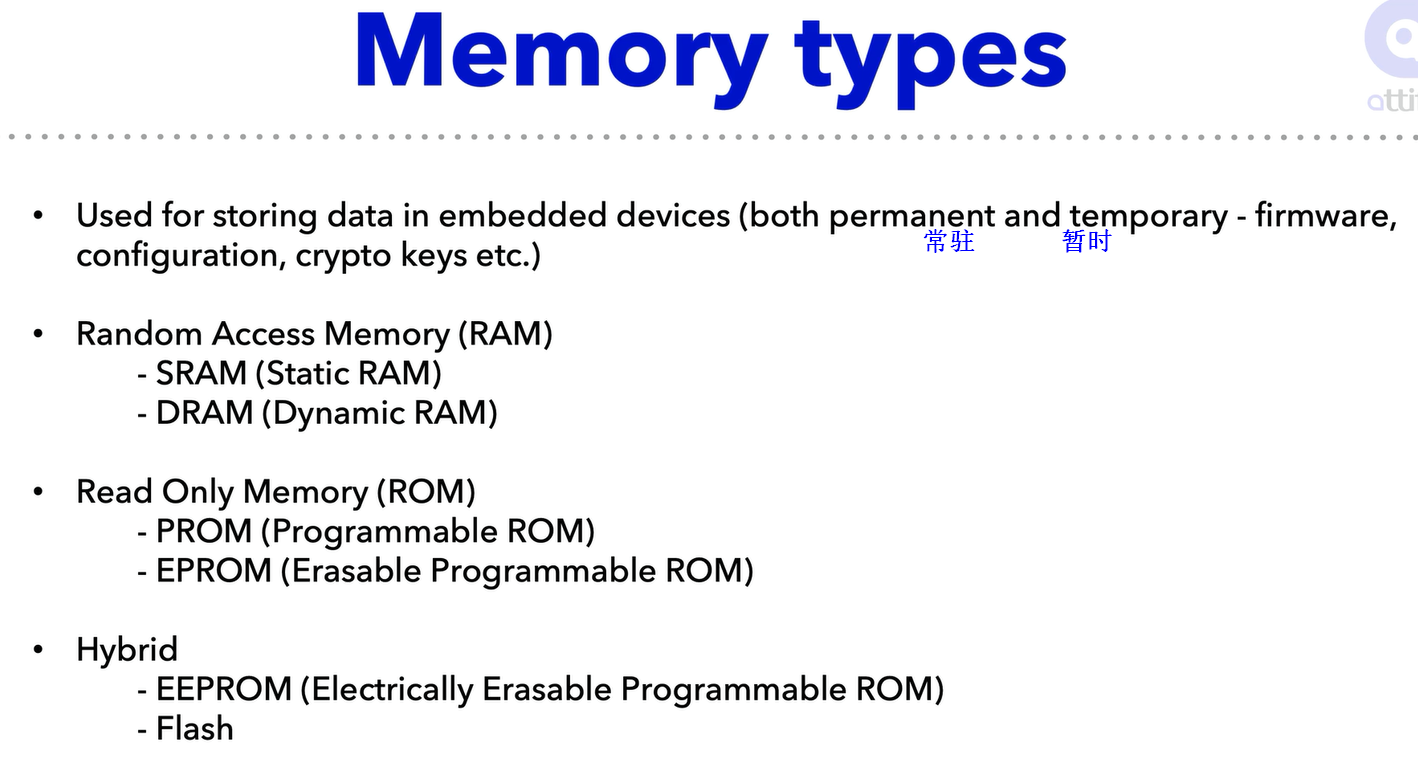 Memory types
• Used for storing data in embedded devices (both permanent and temporary - firmware,
常驻 暂时
configuration, crypto keys etc.)
• Random Access Memory (RAM)
- SRAM (Static RAM)
- DRAM (Dynamic RAM)
• Read Only Memory (ROM)
- PROM (Programmable ROM)
- EPROM (Erasable Programmable ROM)
• Hybrid
- EEPROM (Electrically Erasable Programmable ROM)
- Flash